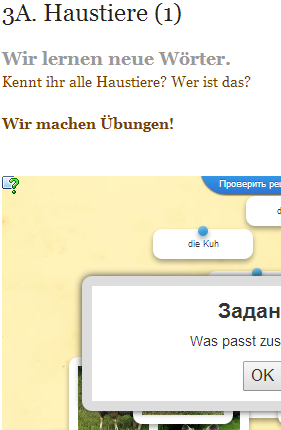 3A. Haustiere (1)
Wir lernen neue Wörter.
Kennt ihr alle Haustiere? Wer ist das?
Wir machen Übungen!
Проверить ре
d
die Kuh
Задан
Was passt zus
OK